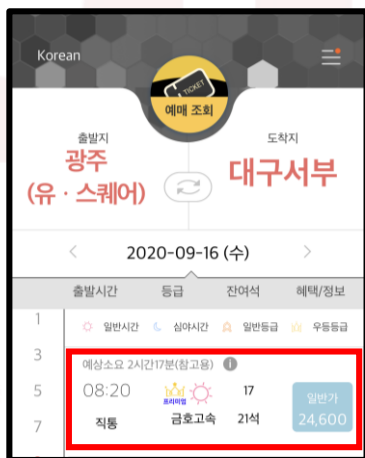 Korean
TICKET
예매 조회
출발지
도착지
광주
(유 · 스퀘어)
대구서부
< 2020-09-16 (수) >
출발시간 등급 잔여석 혜택/정보
1
일반시간 심야시간 일반등급 우등등급
3
예상소요 2시간17분(참고용)
5
08:20 프리미엄 17 일반가
7
직통 금호고속 21석 24,600